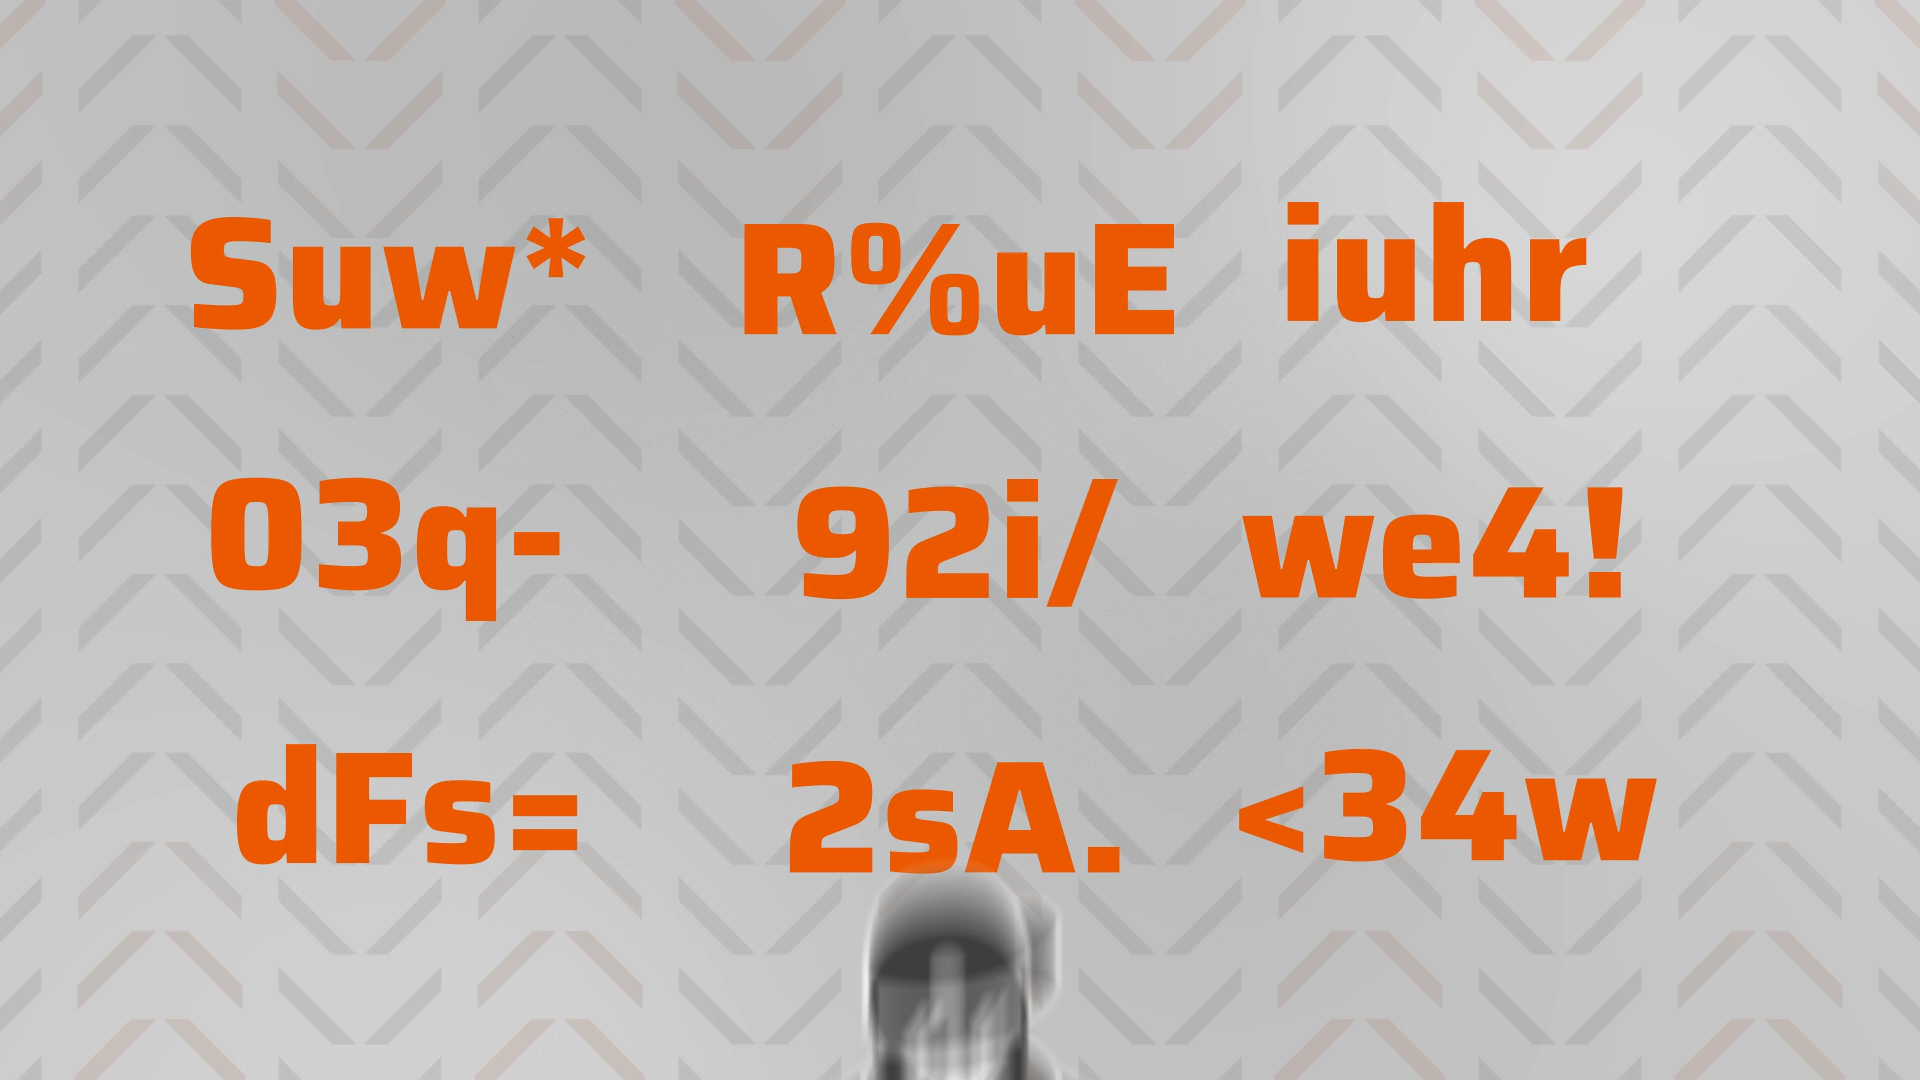 Suw* R%uE iuhr
03q- 92i/ we4!
dFs= 2sA. <34w